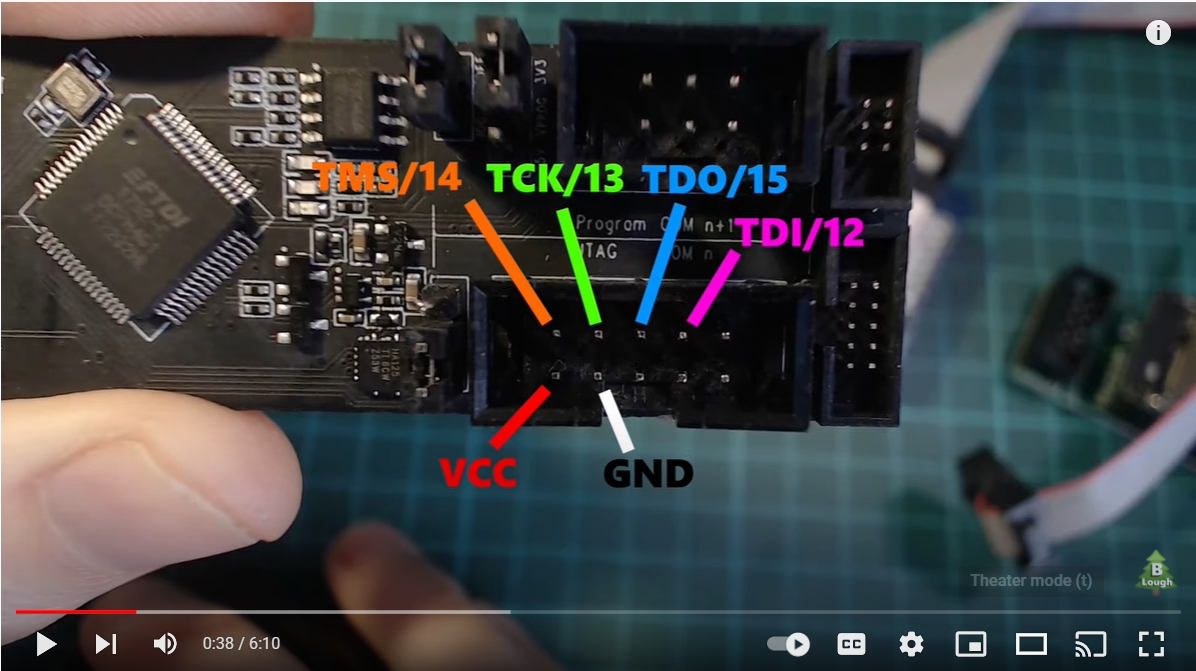 i
3V3
TMS/14
TCK/13
TDO/15
FTDI
Program COM n+1
TDI/12
JTAG COM n
VCC
GND
Theater mode (t)
B
Lough
0:38 / 6:10
CC